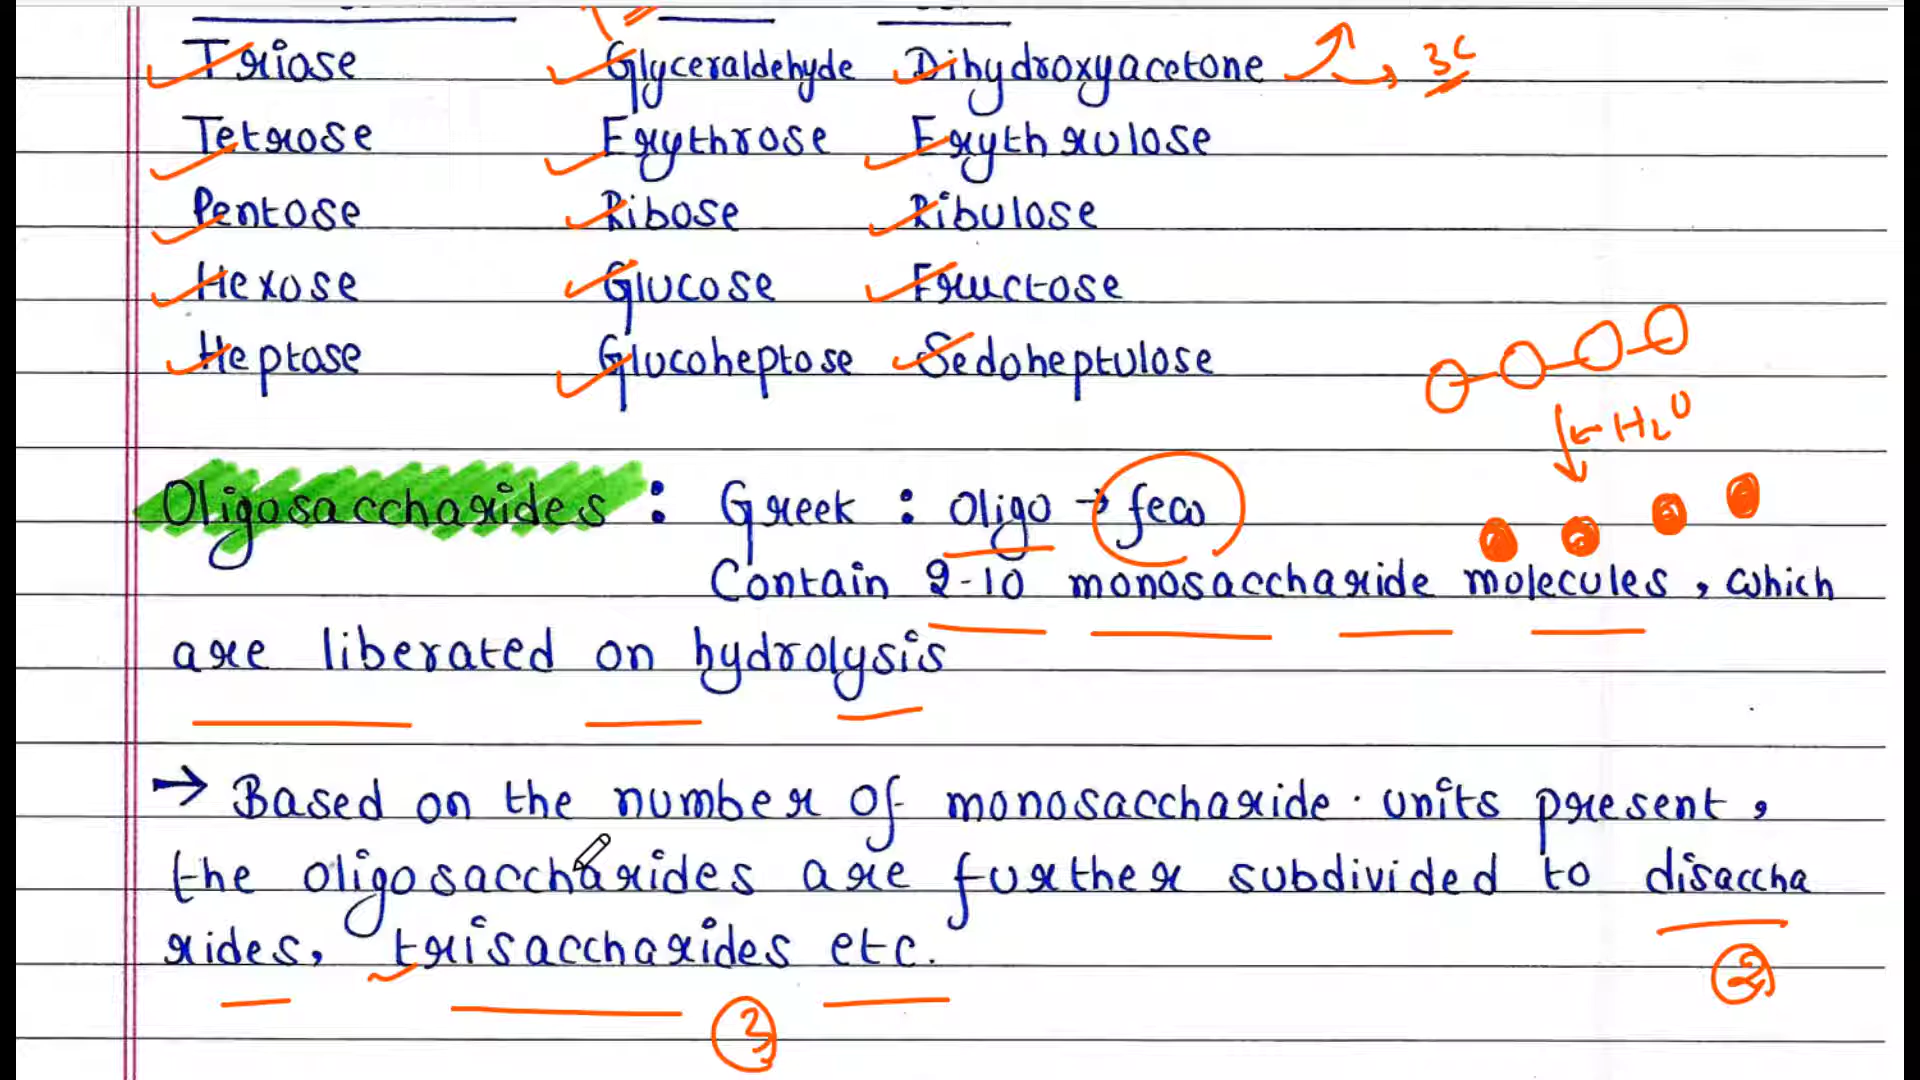 Triose Glyceraldehyde Dihydroxyacetone 3C
Tetrose Erythrose Erythrulose
Pentose Ribose Ribulose
Hexose Glucose Fructose
Heptose Glucoheptose Sedoheptulose
H2O
Oligosaccharides : Greek : Oligo → few
Contain 2-10 monosaccharide molecules, which
are liberated on hydrolysis
→ Based on the number of monosaccharide units present,
the oligosaccharides are further subdivided to disaccha
rides, trisaccharides etc.
2
3